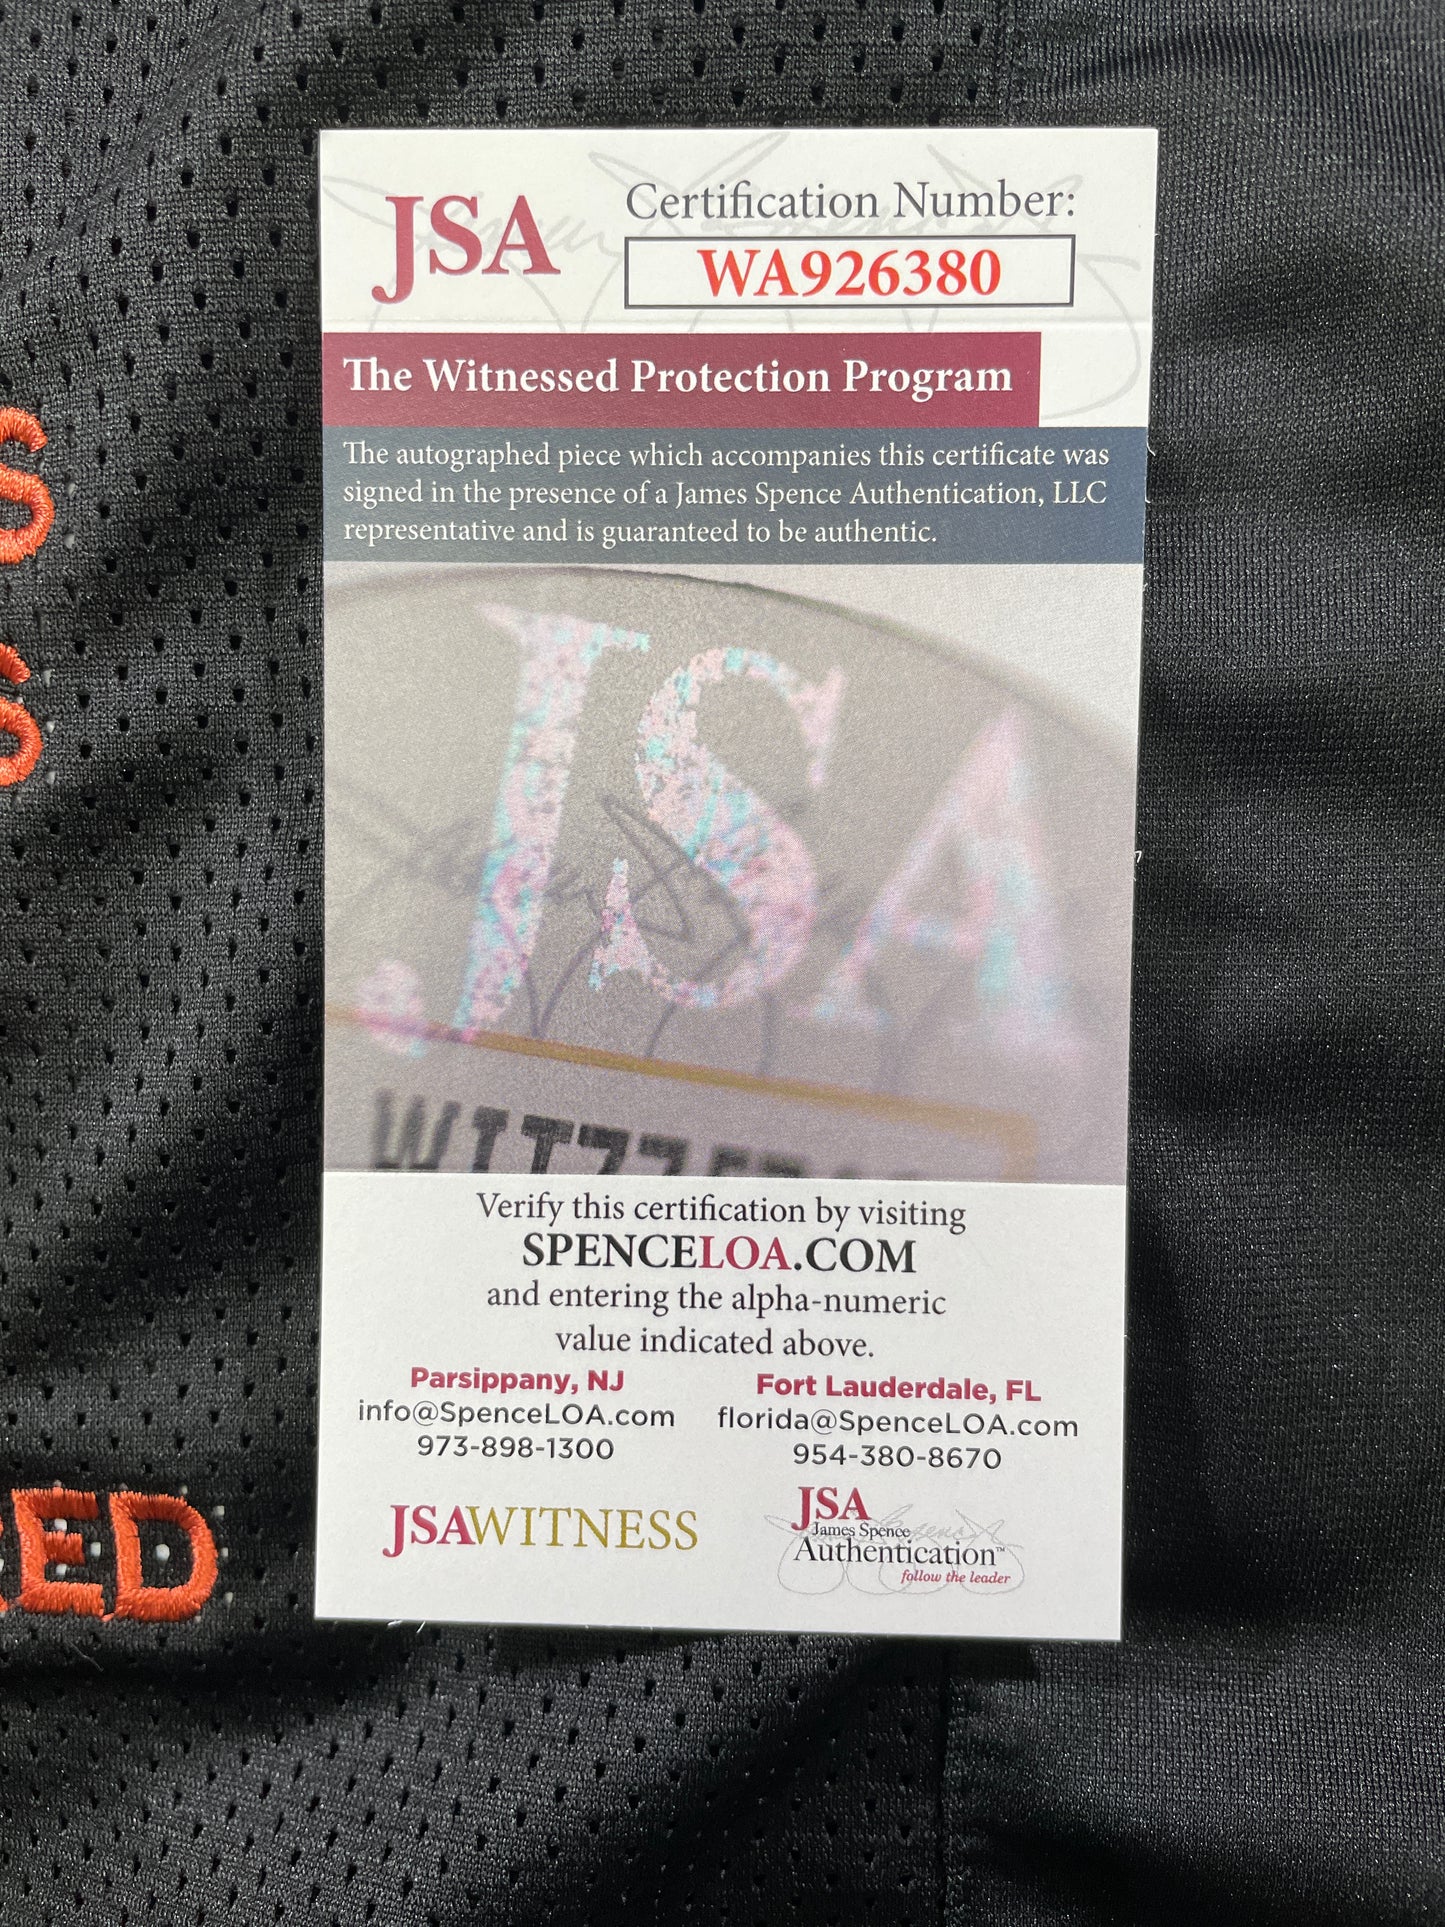 JSA
Certification Number:
WA926380
The Witnessed Protection Program
The autographed piece which accompanies this certificate was
signed in the presence of a James Spence Authentication, LLC
representative and is guaranteed to be authentic.
S
S
JSA
Verify this certification by visiting
SPENCELOA.COM
and entering the alpha-numeric
value indicated above.
Parsippany, NJ
info@SpenceLOA.com
973-898-1300
Fort Lauderdale, FL
florida@SpenceLOA.com
954-380-8670
RED
JSAWITNESS
JSA
James Spence
Authentication™
follow the leader